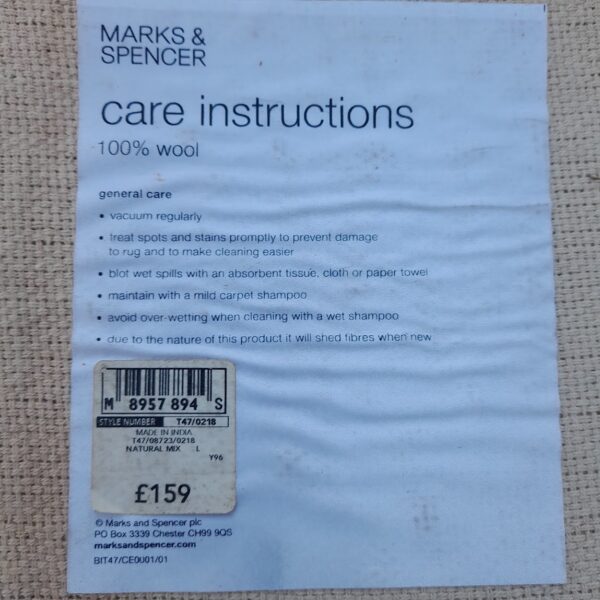 MARKS &
SPENCER
care instructions
100% wool
general care
• vacuum regularly
• treat spots and stains promptly to prevent damage
to rug and to make cleaning easier
• blot wet spills with an absorbent tissue, cloth or paper towel
• maintain with a mild carpet shampoo
• avoid over-wetting when cleaning with a wet shampoo
• due to the nature of this product it will shed fibres when new
M 8957 894 S
STYLE NUMBER T47/0218
MADE IN INDIA
T47/08723/0218
NATURAL MIX L
Y96
£159
© Marks and Spencer plc
PO Box 3339 Chester CH99 9QS
marksandspencer.com
BIT47/CE0001/01